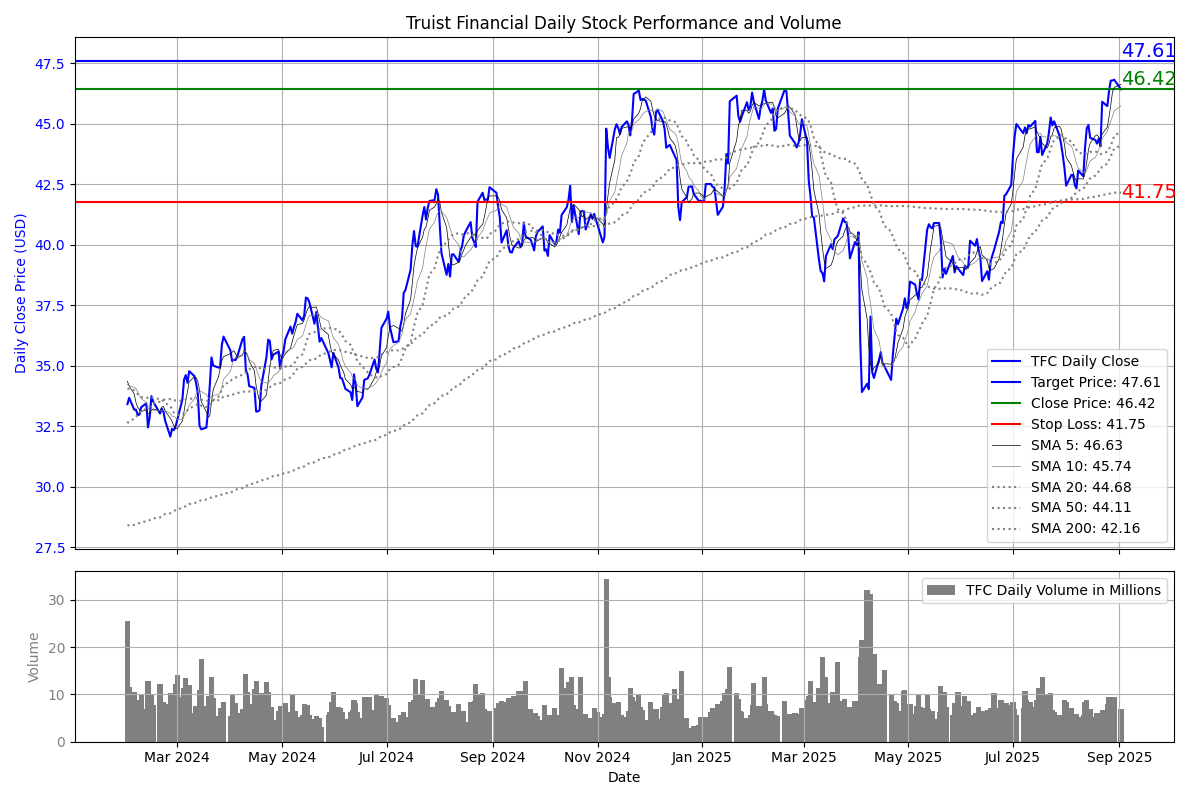 Truist Financial Daily Stock Performance and Volume
47.61
46.42
41.75
47.5
45.0
42.5
40.0
37.5
35.0
32.5
30.0
27.5
Daily Close Price (USD)
TFC Daily Close
Target Price: 47.61
Close Price: 46.42
Stop Loss: 41.75
SMA 5: 46.63
SMA 10: 45.74
SMA 20: 44.68
SMA 50: 44.11
SMA 200: 42.16
TFC Daily Volume in Millions
30
20
10
0
Volume
Mar 2024 May 2024 Jul 2024 Sep 2024 Nov 2024 Jan 2025 Mar 2025 May 2025 Jul 2025 Sep 2025
Date